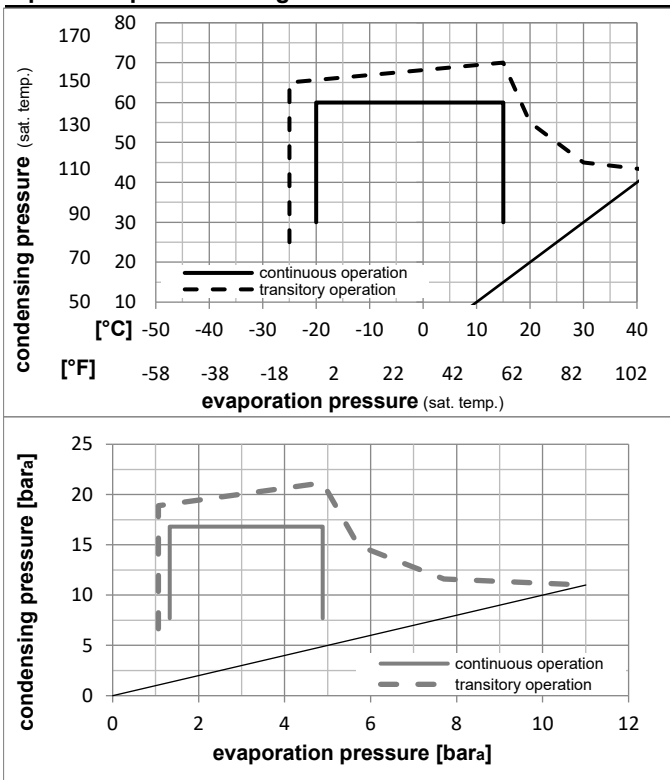 170
80
70
150
60
130
50
110
40
90
30
70
20
50
10
condensing pressure (sat. temp.)
continuous operation
transitory operation
[°C] -50 -40 -30 -20 -10 0 10 20 30 40
[°F] -58 -38 -18 2 22 42 62 82 102
evaporation pressure (sat. temp.)
25
20
15
10
5
0
condensing pressure [bara]
continuous operation
transitory operation
0 2 4 6 8 10 12
evaporation pressure [bara]